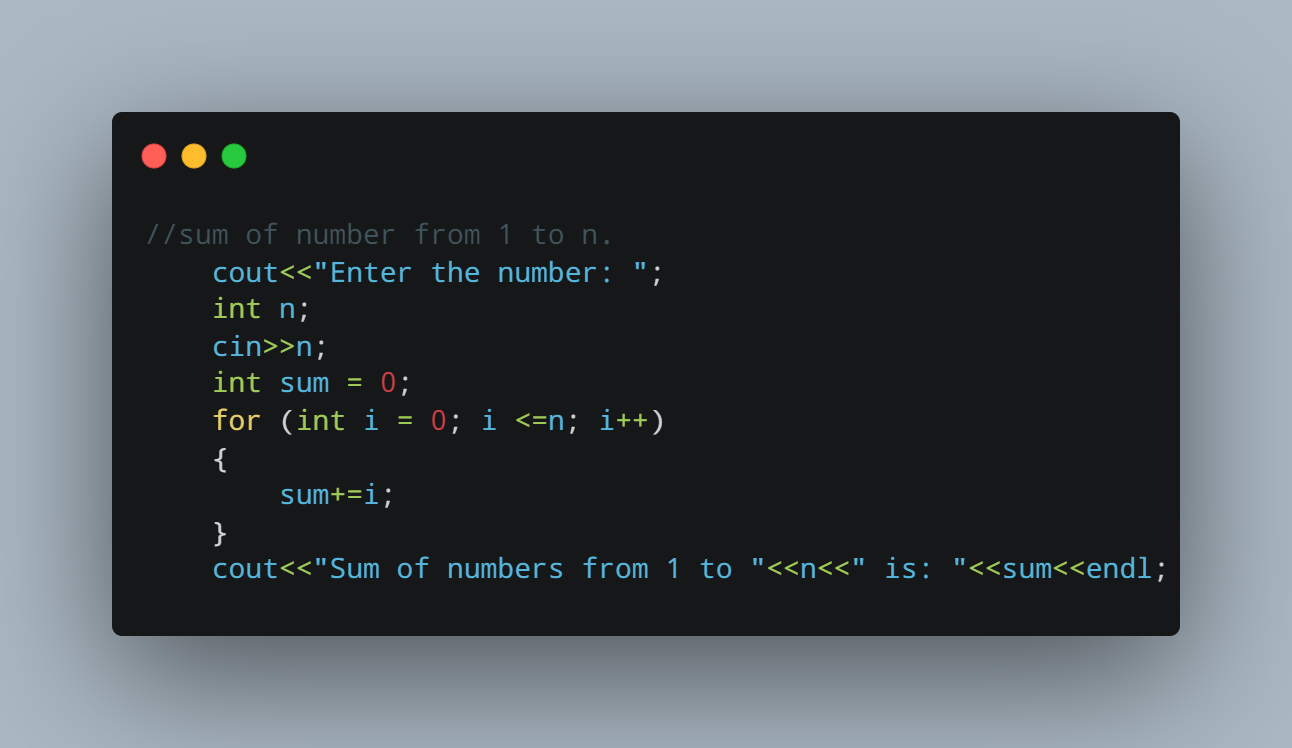 //sum of number from 1 to n.
    cout<<"Enter the number: ";
    int n;
    cin>>n;
    int sum = 0;
    for (int i = 0; i <=n; i++)
    {
        sum+=i;
    }
    cout<<"Sum of numbers from 1 to "<<n<<" is: "<<sum<<endl;